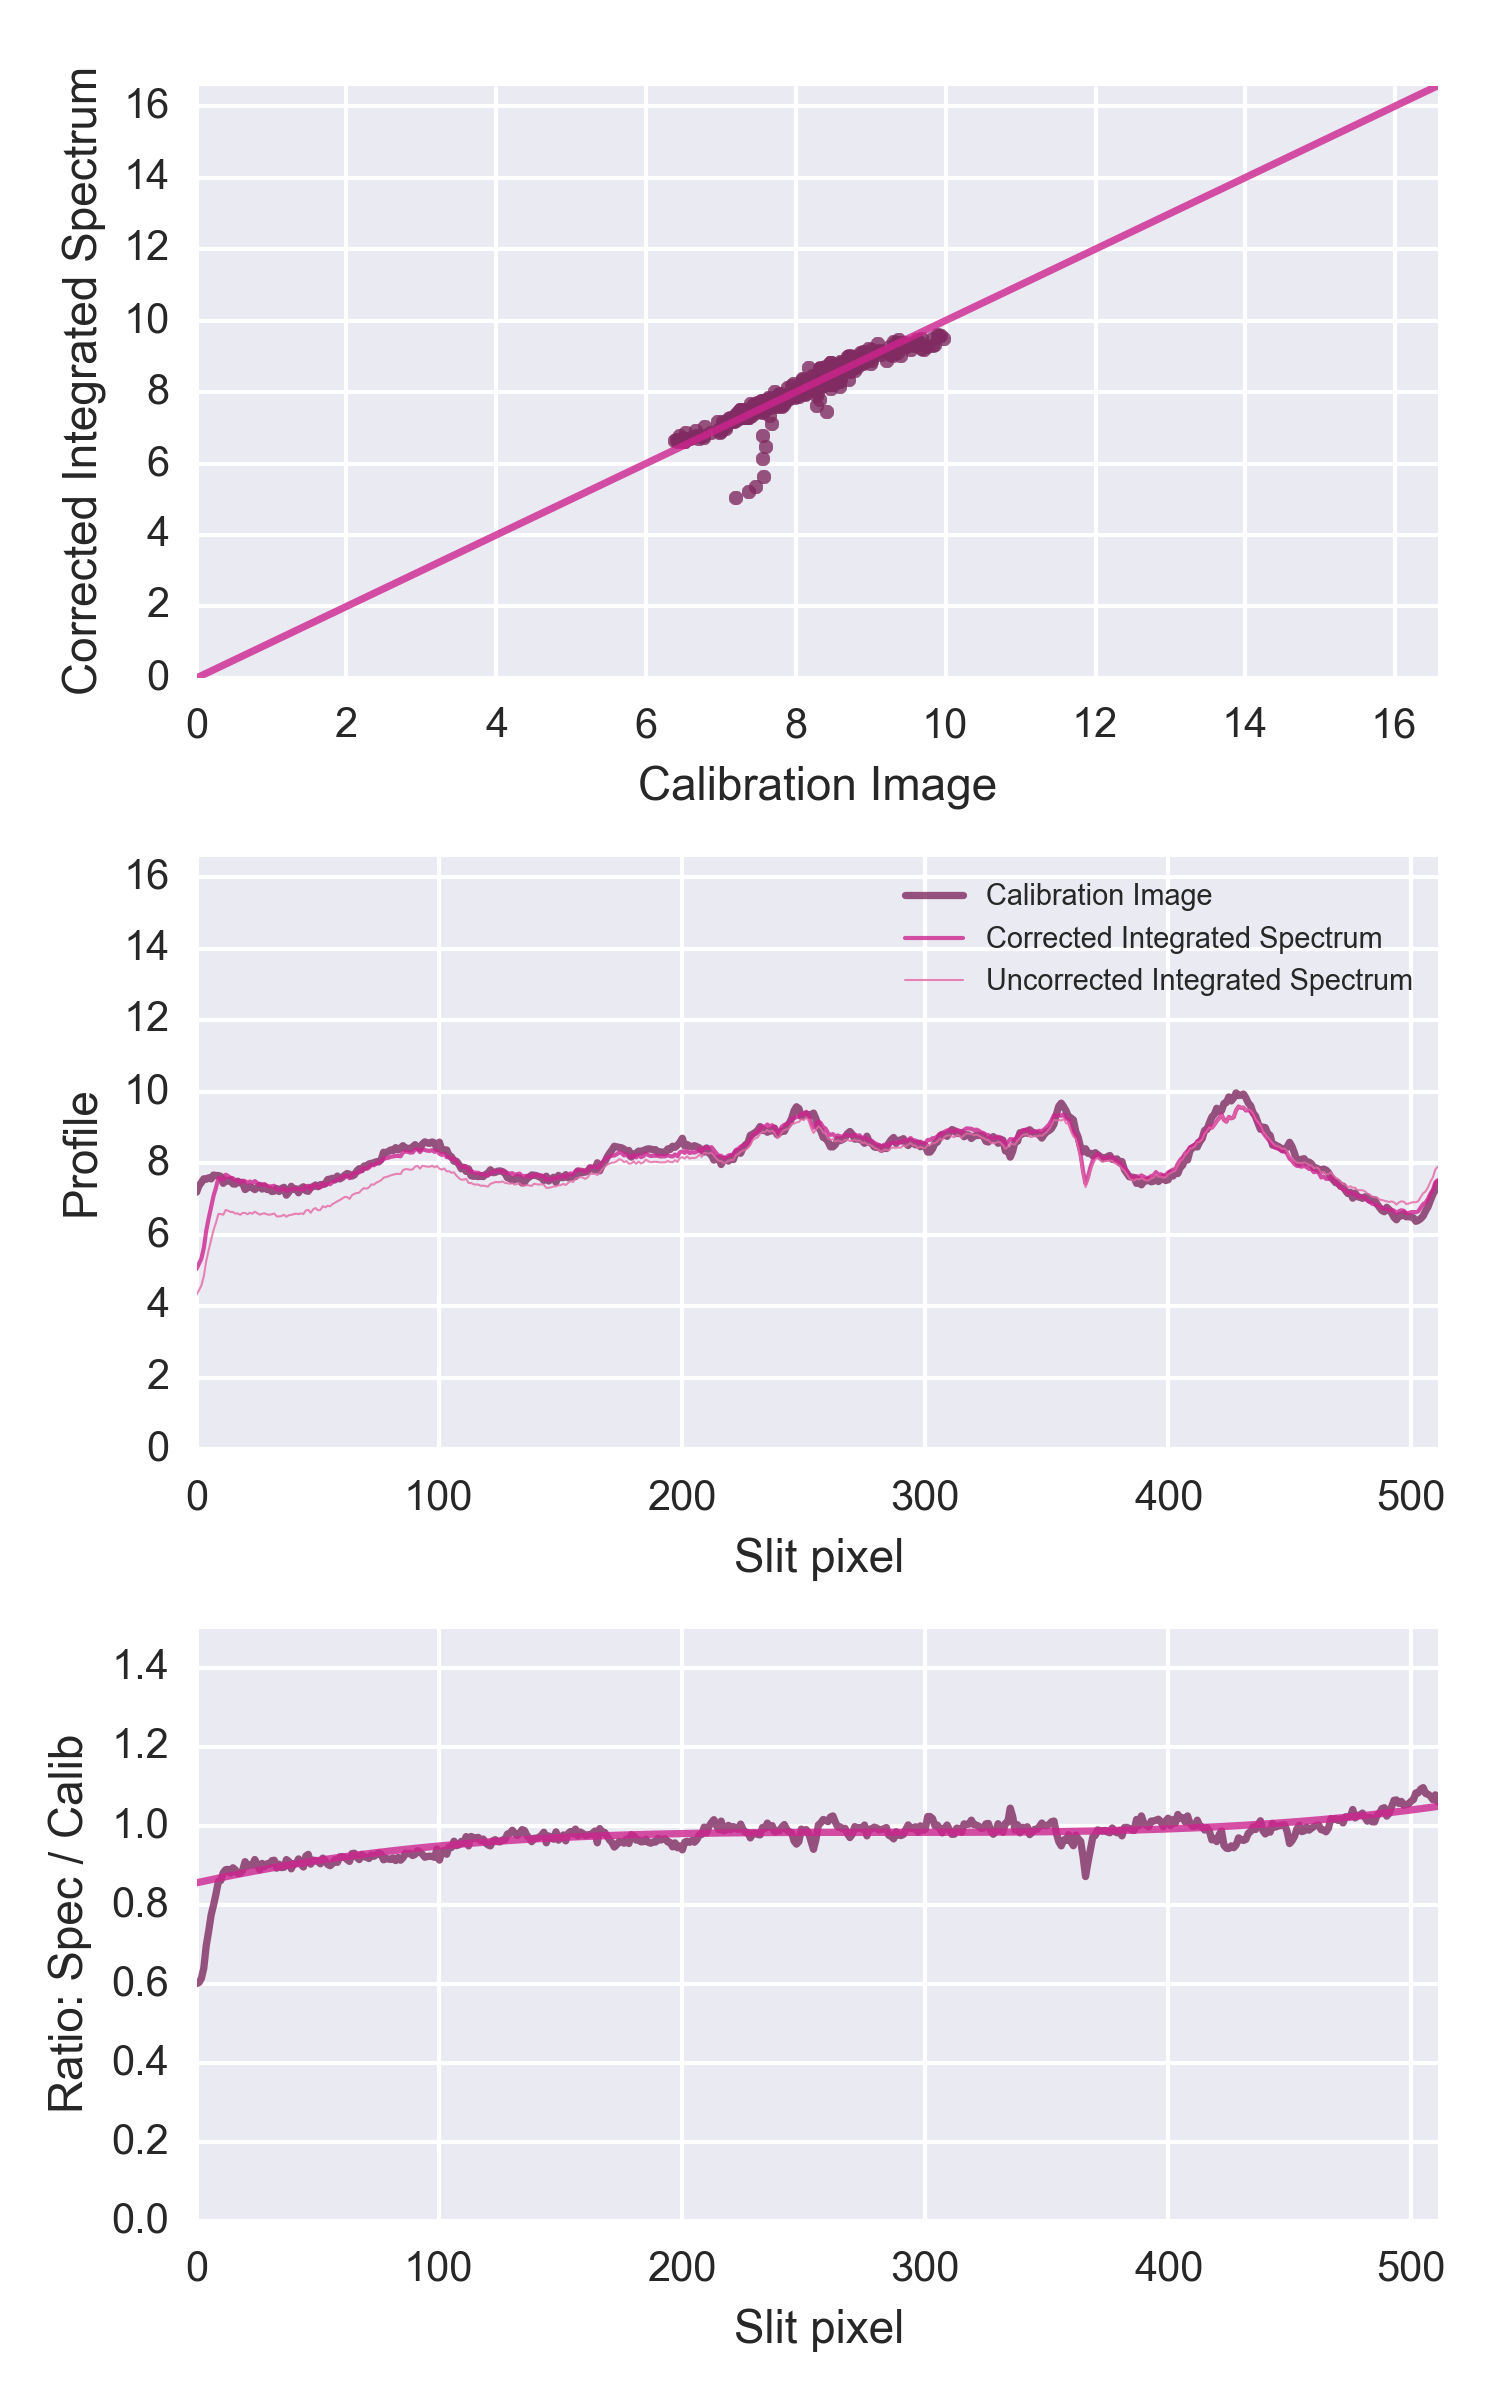 Corrected Integrated Spectrum
16
14
12
10
8
6
4
2
0
0 2 4 6 8 10 12 14 16
Calibration Image
Profile
16
14
12
10
8
6
4
2
0
Calibration Image
Corrected Integrated Spectrum
Uncorrected Integrated Spectrum
0 100 200 300 400 500
Slit pixel
Ratio: Spec / Calib
1.4
1.2
1.0
0.8
0.6
0.4
0.2
0.0
0 100 200 300 400 500
Slit pixel